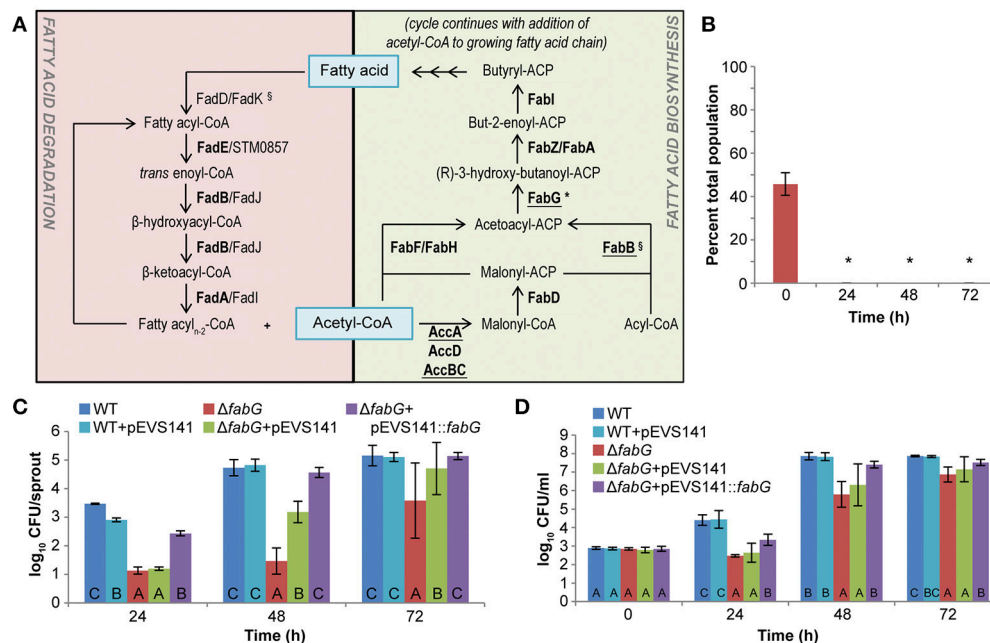 A
FATTY ACID DEGRADATION
(cycle continues with addition of
acetyl-CoA to growing fatty acid chain)
FATTY ACID BIOSYNTHESIS
Fatty acid
Butyryl-ACP
FadD/FadK §
FabI
Fatty acyl-CoA
But-2-enoyl-ACP
FadE/STM0857
FabZ/FabA
trans enoyl-CoA
(R)-3-hydroxy-butanoyl-ACP
FadB/FadJ
FabG *
β-hydroxyacyl-CoA
Acetoacyl-ACP
FadB/FadJ
FabF/FabH
FabB §
β-ketoacyl-CoA
Malonyl-ACP
FadA/FadI
FabD
Fatty acyln-2-CoA
+
Acetyl-CoA
Malonyl-CoA
Acyl-CoA
AccA
AccD
AccBC
B
Percent total population
100
80
60
40
20
0
* * *
0 24 48 72
Time (h)
C
WT
WT+pEVS141
ΔfabG
ΔfabG+pEVS141
ΔfabG+
pEVS141::fabG
log10 CFU/sprout
6
5
4
3
2
1
0
C B A A B
C C A B C
C C A B C
24 48 72
Time (h)
D
WT
WT+pEVS141
ΔfabG
ΔfabG+pEVS141
ΔfabG+pEVS141::fabG
log10 CFU/ml
9
8
7
6
5
4
3
2
1
0
A A A A A
C C A A B
B B A A B
C BC A A B
0 24 48 72
Time (h)